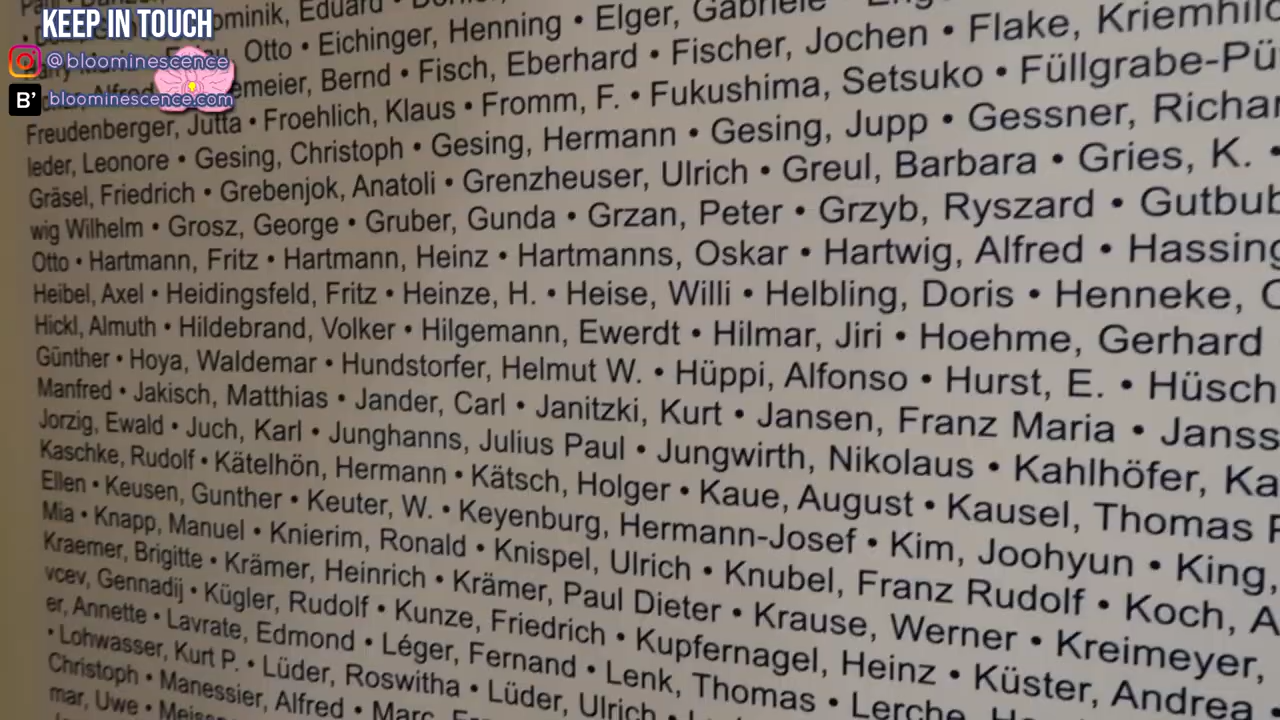 KEEP IN TOUCH
@bloominescence
B' bloominescence.com
ominik, Eduard •
Otto • Eichinger, Henning • Elger, Gabriele
emeier, Bernd • Fisch, Eberhard • Fischer, Jochen • Flake, Kriemhild
Freudenberger, Jutta • Froehlich, Klaus • Fromm, F. • Fukushima, Setsuko • Füllgrabe-Pü
leder, Leonore • Gesing, Christoph • Gesing, Hermann • Gesing, Jupp • Gessner, Richar
Gräsel, Friedrich • Grebenjok, Anatoli • Grenzheuser, Ulrich • Greul, Barbara • Gries, K. •
wig Wilhelm • Grosz, George • Gruber, Gunda • Grzan, Peter • Grzyb, Ryszard • Gutbub
Otto • Hartmann, Fritz • Hartmann, Heinz • Hartmanns, Oskar • Hartwig, Alfred • Hassing
Heibel, Axel • Heidingsfeld, Fritz • Heinze, H. • Heise, Willi • Helbling, Doris • Henneke,
Hickl, Almuth • Hildebrand, Volker • Hilgemann, Ewerdt • Hilmar, Jiri • Hoehme, Gerhard
Günther • Hoya, Waldemar • Hundstorfer, Helmut W. • Hüppi, Alfonso • Hurst, E. • Hüsch
Manfred • Jakisch, Matthias • Jander, Carl • Janitzki, Kurt • Jansen, Franz Maria • Janss
Jorzig, Ewald • Juch, Karl • Junghanns, Julius Paul • Jungwirth, Nikolaus • Kahlhöfer, Ka
Kaschke, Rudolf • Kätelhön, Hermann • Kätsch, Holger • Kaue, August • Kausel, Thomas
Ellen • Keusen, Gunther • Keuter, W. • Keyenburg, Hermann-Josef • Kim, Joohyun • King,
Mia • Knapp, Manuel • Knierim, Ronald • Knispel, Ulrich • Knubel, Franz Rudolf • Koch, A
Kraemer, Brigitte • Krämer, Heinrich • Krämer, Paul Dieter • Krause, Werner • Kreimeyer,
vcev, Gennadij • Kügler, Rudolf • Kunze, Friedrich • Kupfernagel, Heinz • Küster, Andrea
er, Annette • Lavrate, Edmond • Léger, Fernand • Lenk, Thomas • Lerche,
• Lohwasser, Kurt P. • Lüder, Roswitha • Lüder, Ulrich •
Christoph • Manessier, Alfred •
mar, Uwe •